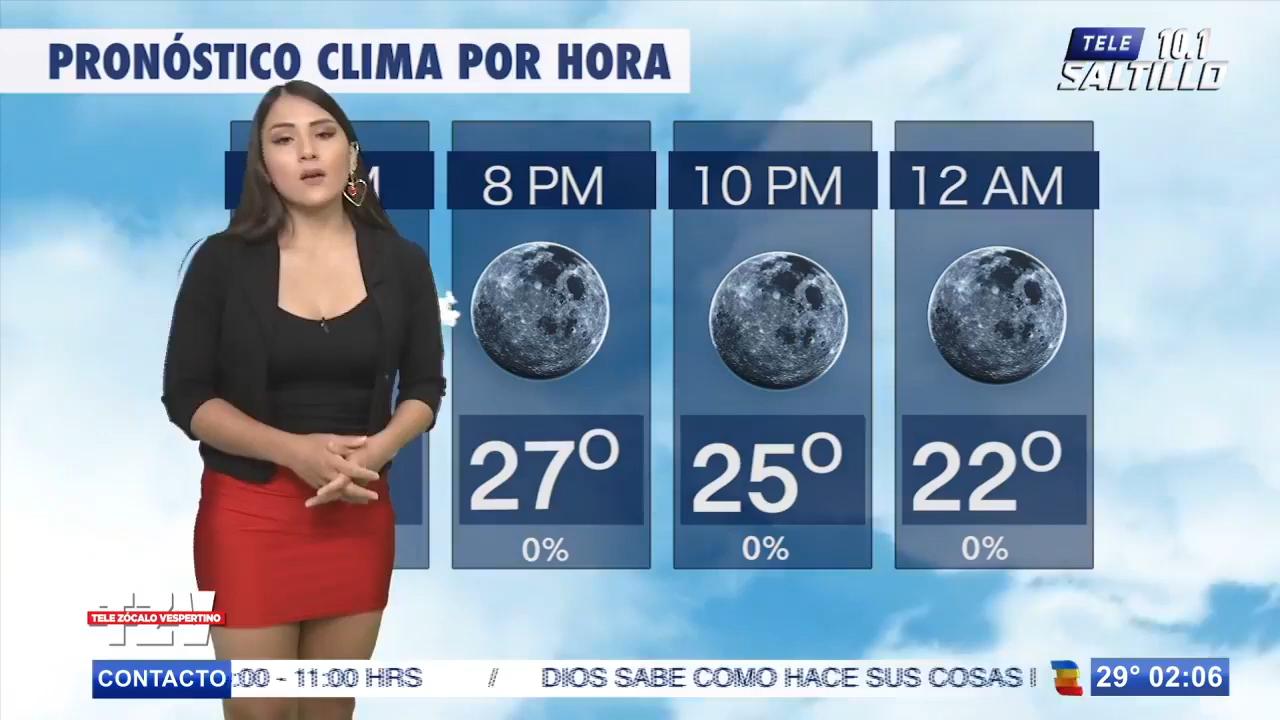 PRONÓSTICO CLIMA POR HORA
TELE 10.1
SALTILLO
M
8 PM
10 PM
12 AM
27°
25°
22°
0%
0%
0%
TZV
TELE ZÓCALO VESPERTINO
CONTACTO :00 - 11:00 HRS / DIOS SABE COMO HACE SUS COSAS
29° 02:06